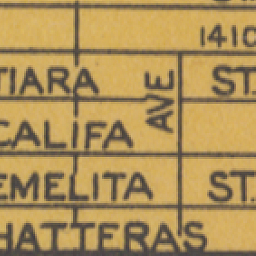 1410
TIARA ST.
AVE
CALIFA
EMELITA ST.
HATTERAS